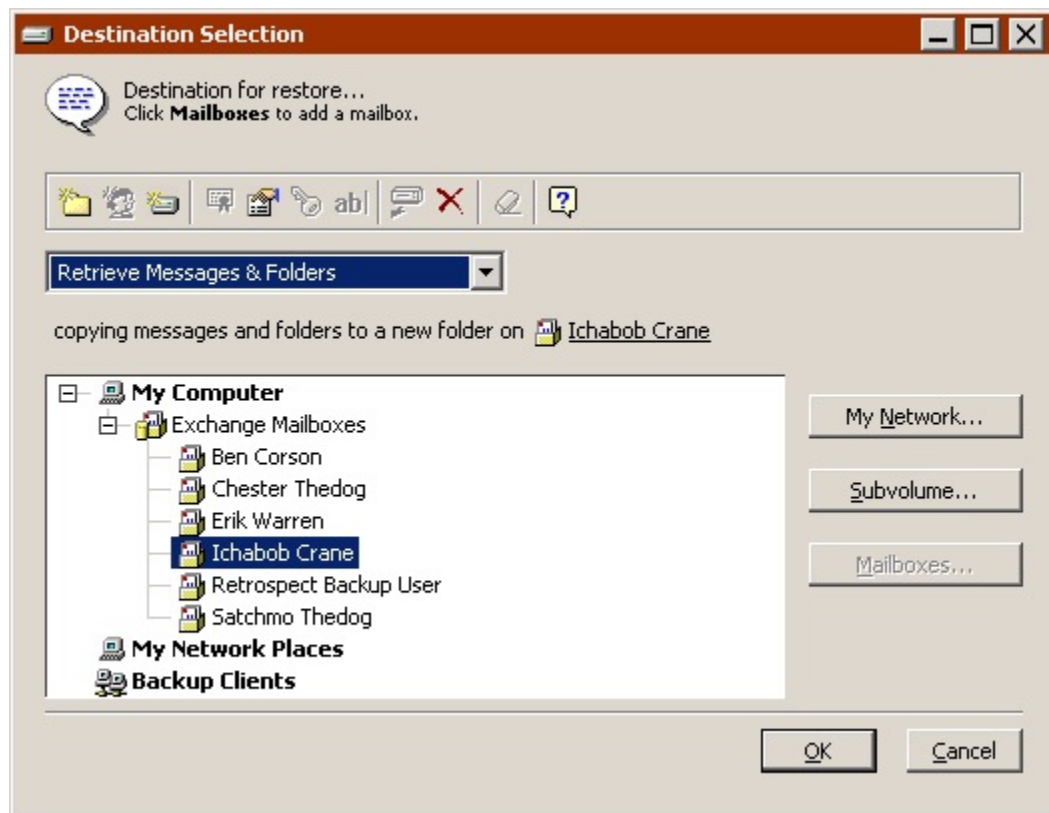 Destination Selection
Destination for restore...
Click Mailboxes to add a mailbox.
ab|
Retrieve Messages & Folders
copying messages and folders to a new folder on Ichabob Crane
My Computer
Exchange Mailboxes
Ben Corson
Chester Thedog
Erik Warren
Ichabob Crane
Retrospect Backup User
Satchmo Thedog
My Network Places
Backup Clients
My Network...
Subvolume...
Mailboxes...
OK
Cancel